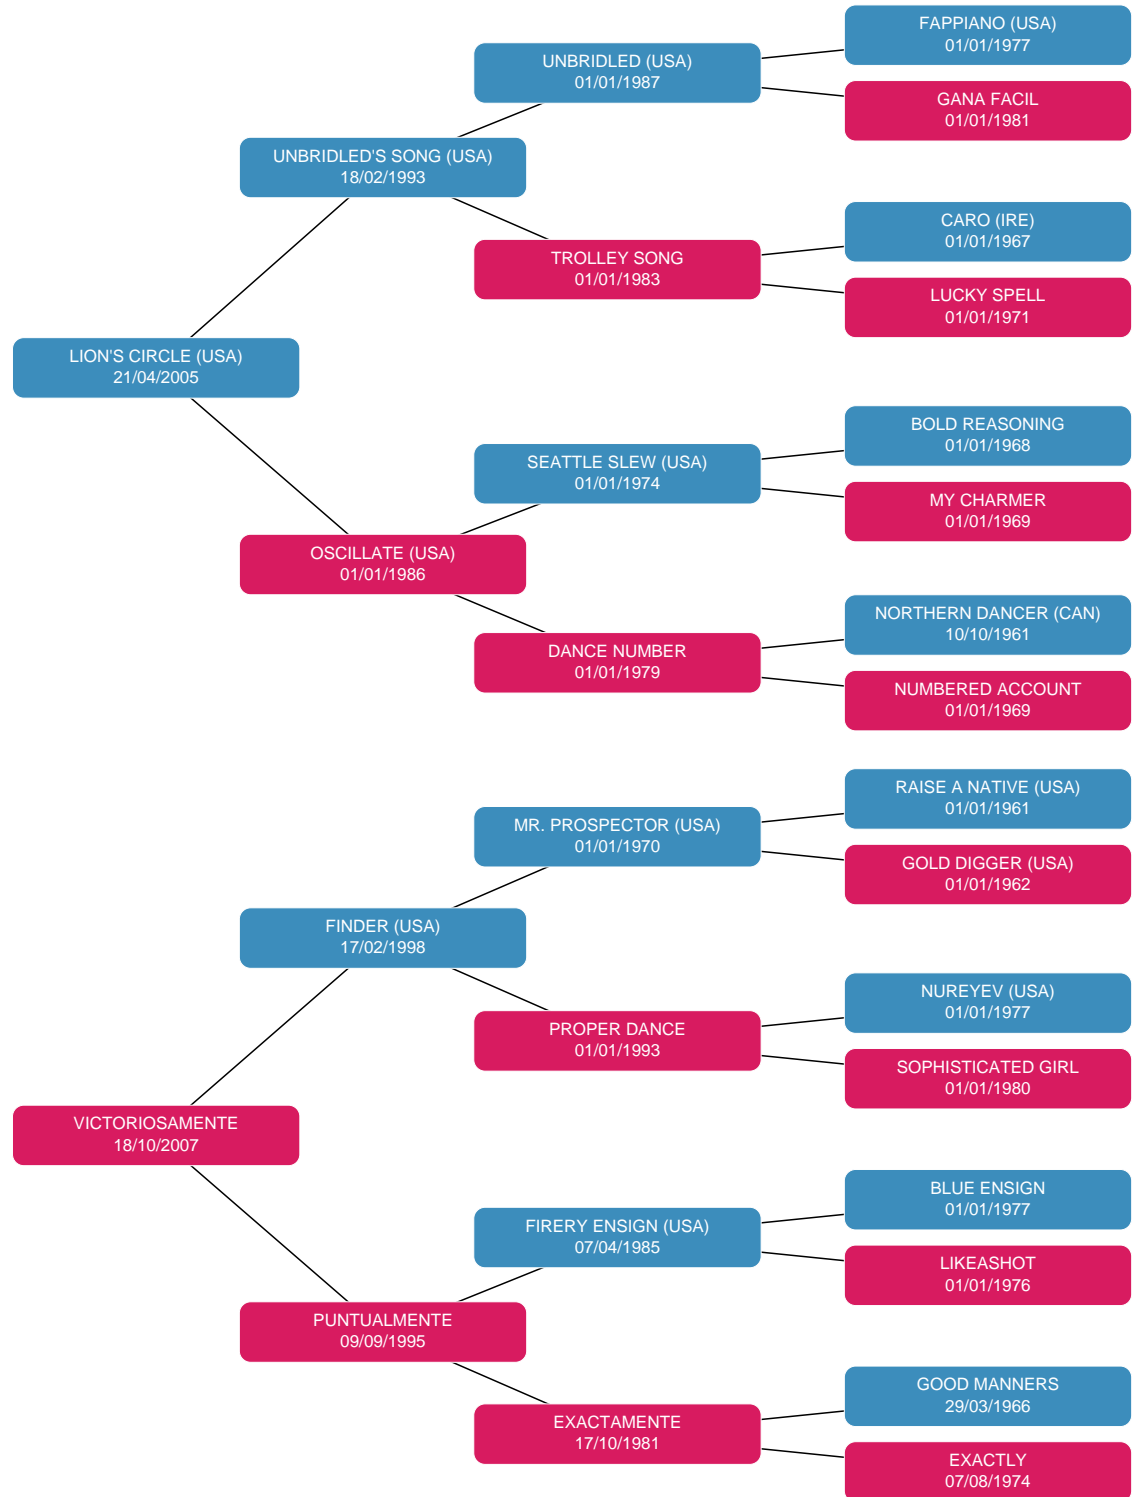 FAPPIANO (USA)
01/01/1977
UNBRIDLED (USA)
01/01/1987
GANA FACIL
01/01/1981
UNBRIDLED'S SONG (USA)
18/02/1993
CARO (IRE)
01/01/1967
TROLLEY SONG
01/01/1983
LUCKY SPELL
01/01/1971
LION'S CIRCLE (USA)
21/04/2005
BOLD REASONING
01/01/1968
SEATTLE SLEW (USA)
01/01/1974
MY CHARMER
01/01/1969
OSCILLATE (USA)
01/01/1986
NORTHERN DANCER (CAN)
10/10/1961
DANCE NUMBER
01/01/1979
NUMBERED ACCOUNT
01/01/1969
RAISE A NATIVE (USA)
01/01/1961
MR. PROSPECTOR (USA)
01/01/1970
GOLD DIGGER (USA)
01/01/1962
FINDER (USA)
17/02/1998
NUREYEV (USA)
01/01/1977
PROPER DANCE
01/01/1993
SOPHISTICATED GIRL
01/01/1980
VICTORIOSAMENTE
18/10/2007
BLUE ENSIGN
01/01/1977
FIRERY ENSIGN (USA)
07/04/1985
LIKEASHOT
01/01/1976
PUNTUALMENTE
09/09/1995
GOOD MANNERS
29/03/1966
EXACTAMENTE
17/10/1981
EXACTLY
07/08/1974